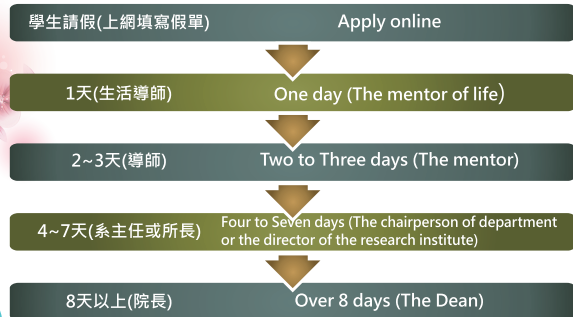 學生請假(上網填寫假單) Apply online
1天(生活導師) One day (The mentor of life)
2~3天(導師) Two to Three days (The mentor)
4~7天(系主任或所長) Four to Seven days (The chairperson of department
or the director of the research institute)
8天以上(院長) Over 8 days (The Dean)